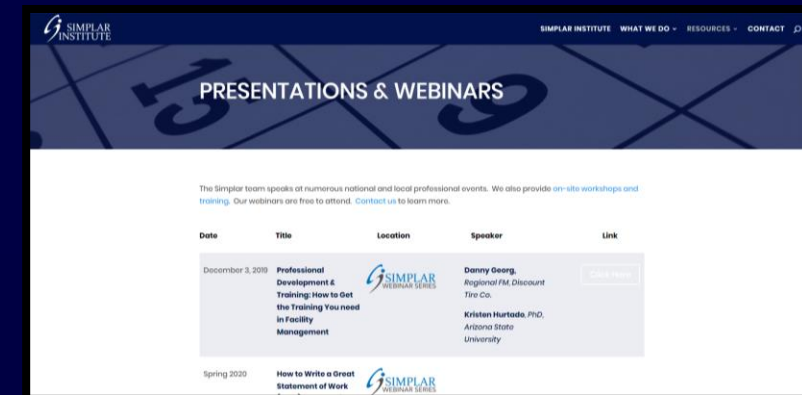 SIMPLAR
INSTITUTE
SIMPLAR INSTITUTE WHAT WE DO RESOURCES CONTACT
15
9
PRESENTATIONS & WEBINARS
The Simplar team speaks at numerous national and local professional events. We also provide on-site workshops and
training. Our webinars are free to attend. Contact us to learn more.
Date Title Location Speaker Link
December 3, 2019
Professional
Development &
Training: How to Get
the Training You need
in Facility
Management
SIMPLAR
WEBINAR SERIES
Danny Georg,
Regional FM, Discount
Tire Co.
Kristen Hurtado, PhD,
Arizona State
University
Click Here
Spring 2020
How to Write a Great
Statement of Work
SIMPLAR
WEBINAR SERIES